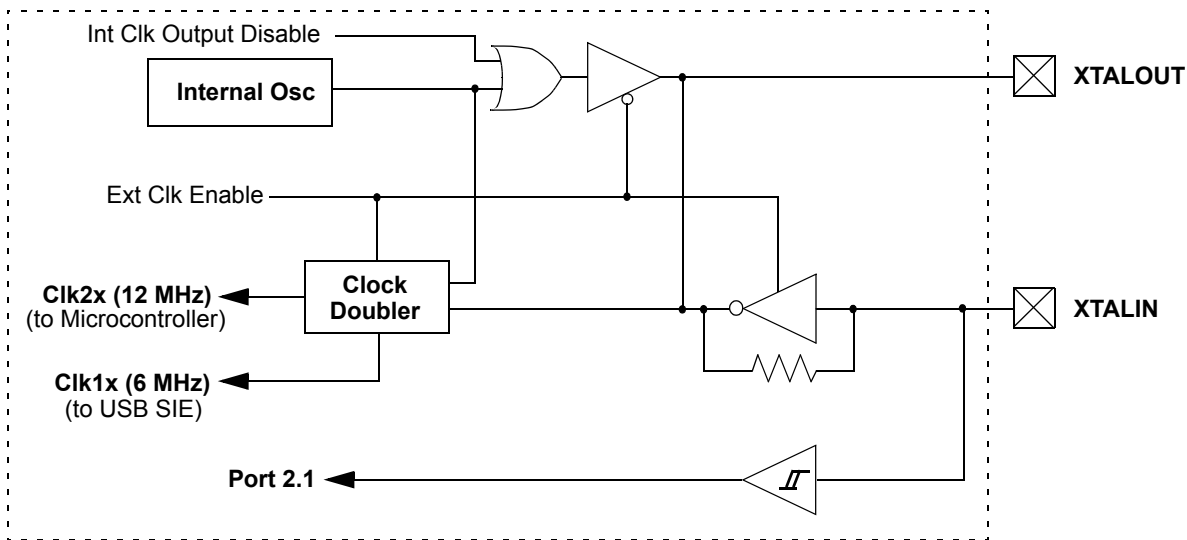 Int Clk Output Disable
XTALOUT
Internal Osc
Ext Clk Enable
Clock
Doubler
Clk2x (12 MHz)
(to Microcontroller)
XTALIN
Clk1x (6 MHz)
(to USB SIE)
Port 2.1